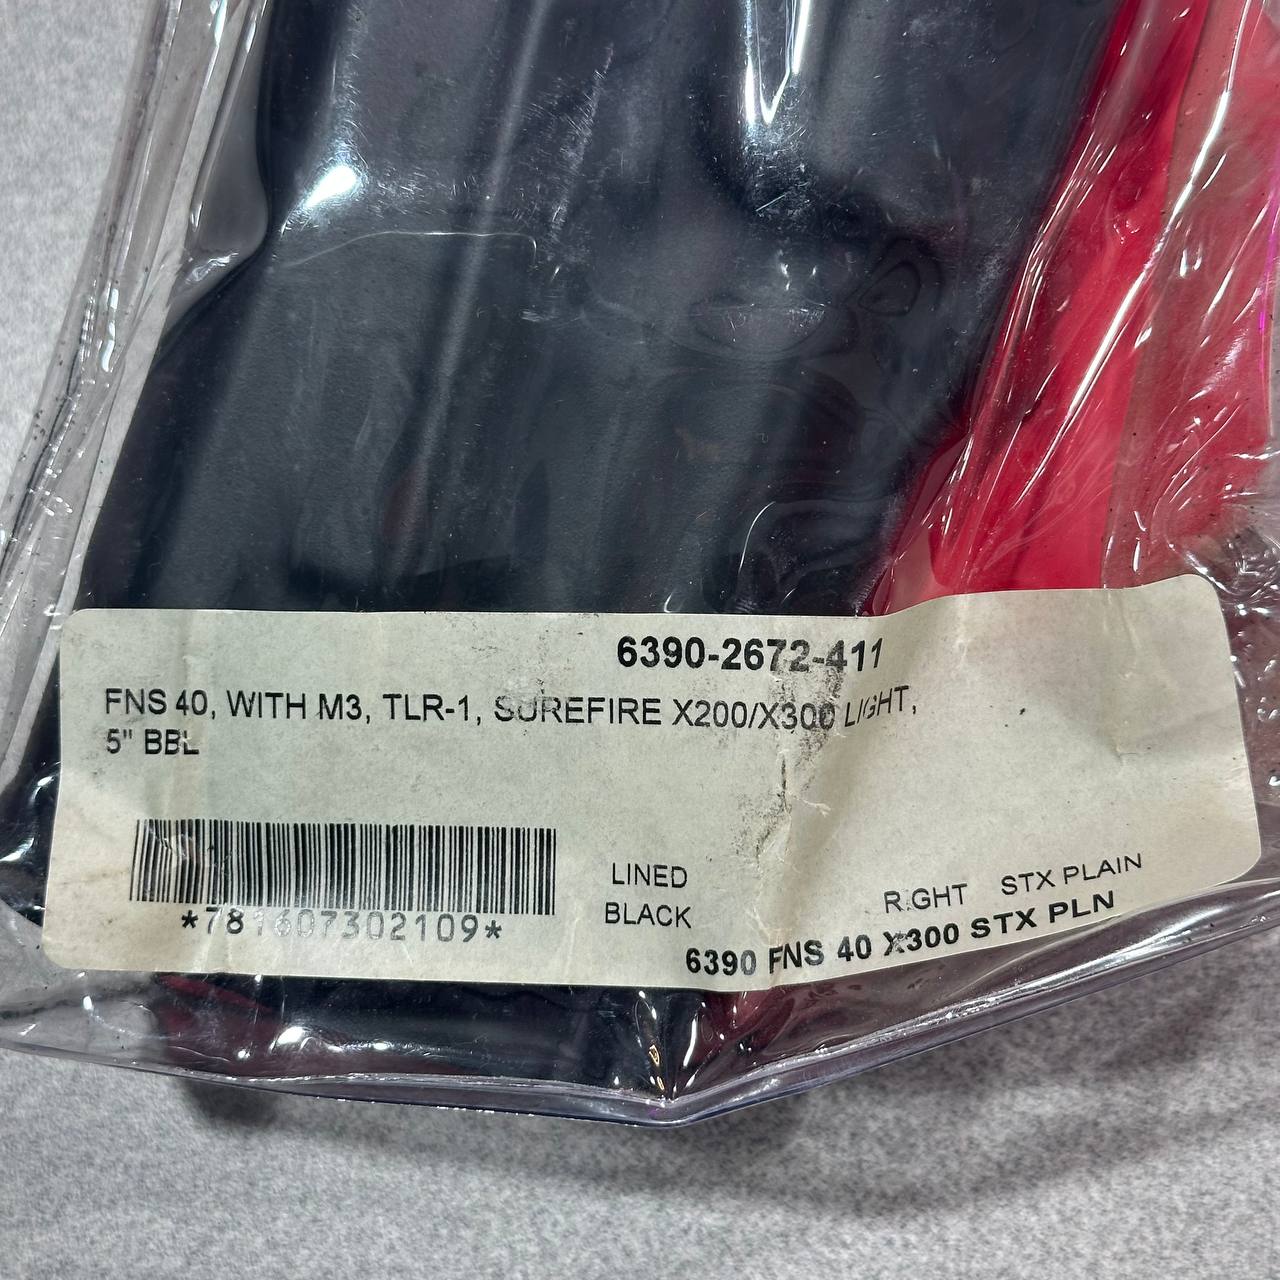 6390-2672-411
FNS 40, WITH M3, TLR-1, SUREFIRE X200/X300 LIGHT,
5" BBL
*781607302109*
LINED
BLACK
RIGHT STX PLAIN
6390 FNS 40 X300 STX PLN